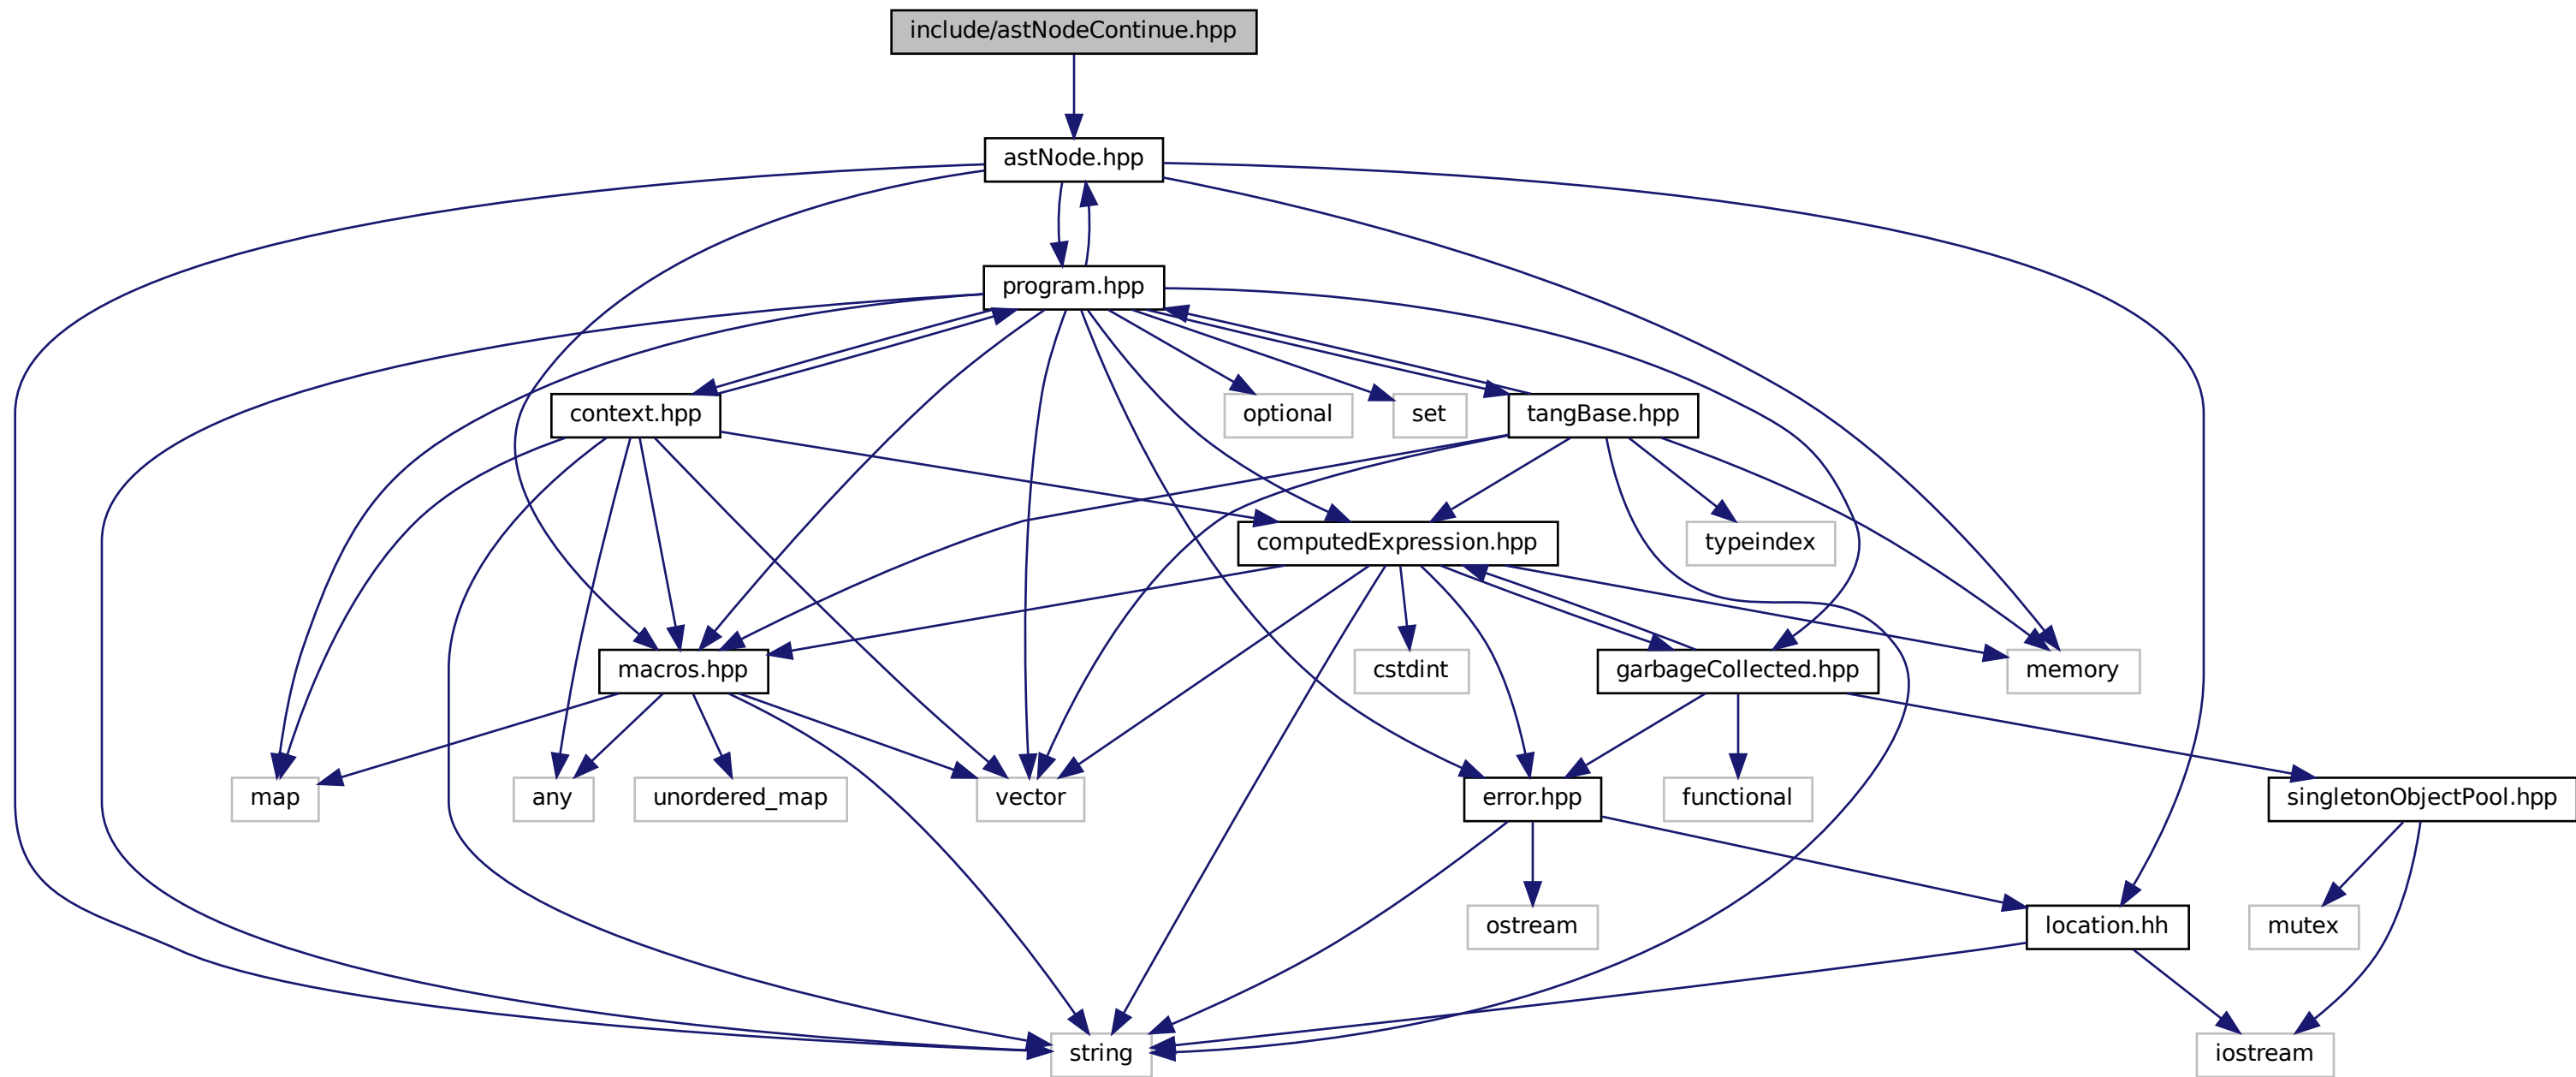 include/astNodeContinue.hpp
astNode.hpp
program.hpp
context.hpp
optional
set
tangBase.hpp
computedExpression.hpp
typeindex
macros.hpp
cstdint
garbageCollected.hpp
memory
map
any
unordered_map
vector
error.hpp
functional
singletonObjectPool.hpp
ostream
location.hh
mutex
string
iostream